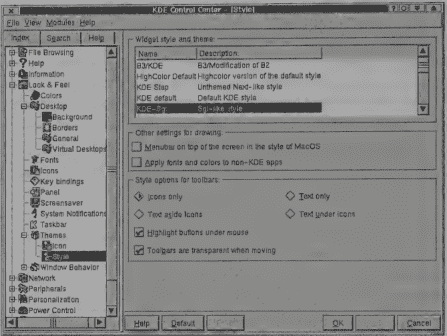 KDE Control Center - [Style]
File View Modules Help
Index Search Help
File Browsing
Help
Information
Look & Feel
Colors
Desktop
Background
Borders
General
Virtual Desktops
Fonts
Icons
Key bindings
Panel
Screensaver
System Notifications
Taskbar
Themes
Icon
Style
Window Behavior
Network
Peripherals
Personalization
Power Control
Widget style and theme:
Name Description
B3/KDE B3/Modification of B2
HighColor Default Highcolor version of the default style
KDE Step Unthemed Next-like style
KDE default Default KDE style
KDE-Sgi Sgi-like style
Other settings for drawing:
Menubar on top of the screen in the style of MacOS
Apply fonts and colors to non-KDE apps
Style options for toolbars:
Icons only Text only
Text aside icons Text under icons
Highlight buttons under mouse
Toolbars are transparent when moving
Help Default OK Cancel